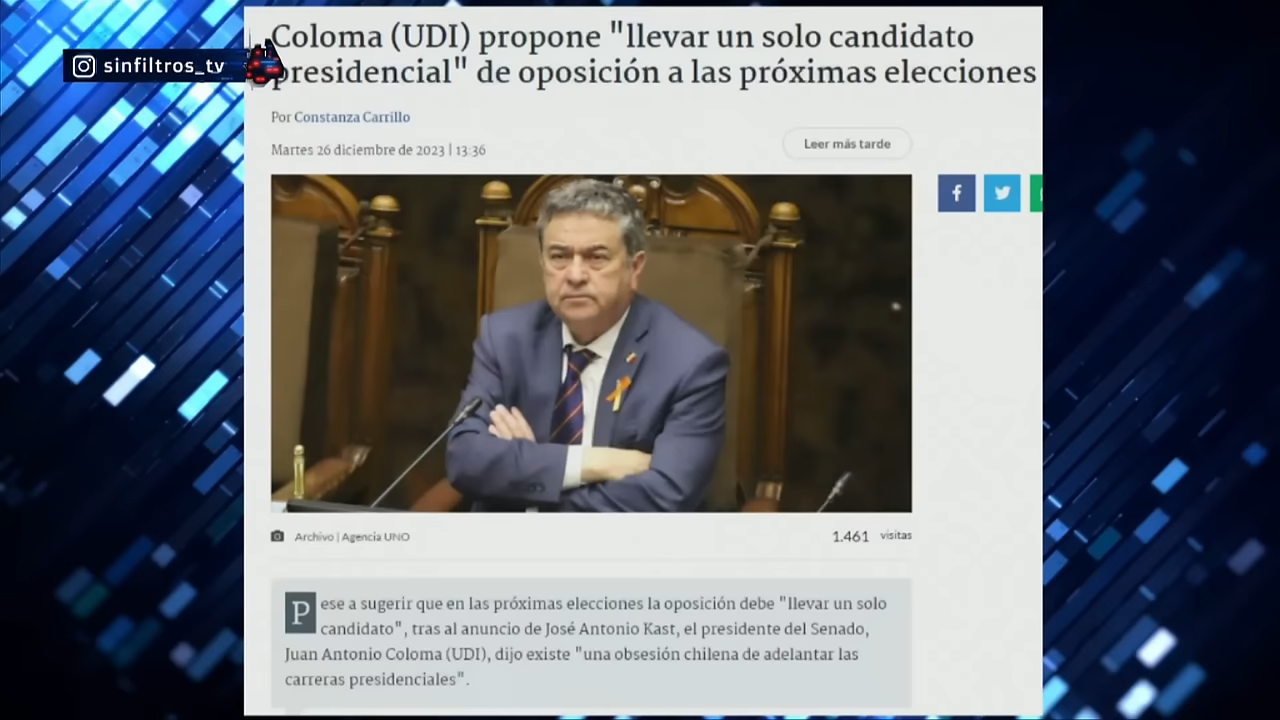 sinfiltros_tv
Coloma (UDI) propone "llevar un solo candidato
presidencial" de oposición a las próximas elecciones
Por Constanza Carrillo
Martes 26 diciembre de 2023 | 13:36
Leer más tarde
Archivo | Agencia UNO
1.461 visitas
Pese a sugerir que en las próximas elecciones la oposición debe "llevar un solo
candidato", tras al anuncio de José Antonio Kast, el presidente del Senado,
Juan Antonio Coloma (UDI), dijo existe "una obsesión chilena de adelantar las
carreras presidenciales".